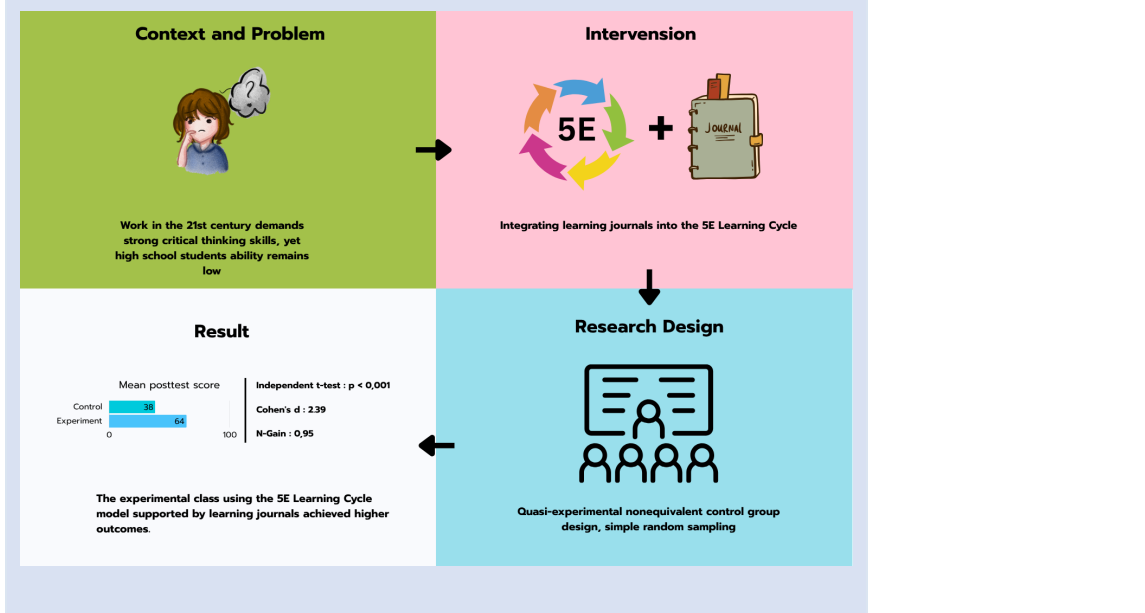 Context and Problem
Work in the 21st century demands
strong critical thinking skills, yet
high school students ability remains
low
Intervension
5E
+
JOURNAL
Integrating learning journals into the 5E Learning Cycle
Research Design
Quasi-experimental nonequivalent control group
design, simple random sampling
Result
Mean posttest score
Control 38
Experiment 64
0 100
Independent t-test : p < 0,001
Cohen's d : 2.39
N-Gain : 0,95
The experimental class using the 5E Learning Cycle
model supported by learning journals achieved higher
outcomes.